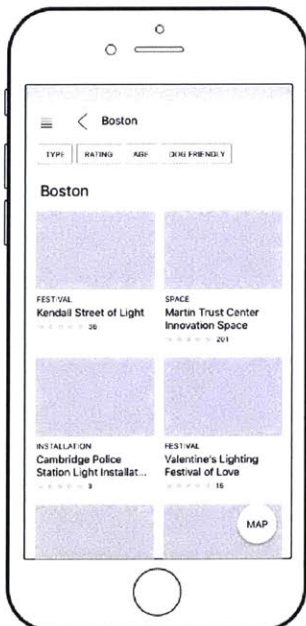 Boston
TYPE RATING AGE DOG FRIENDLY
Boston
FESTIVAL
Kendall Street of Light
38
SPACE
Martin Trust Center
Innovation Space
201
INSTALLATION
Cambridge Police
Station Light Installat...
3
FESTIVAL
Valentine's Lighting
Festival of Love
16
MAP